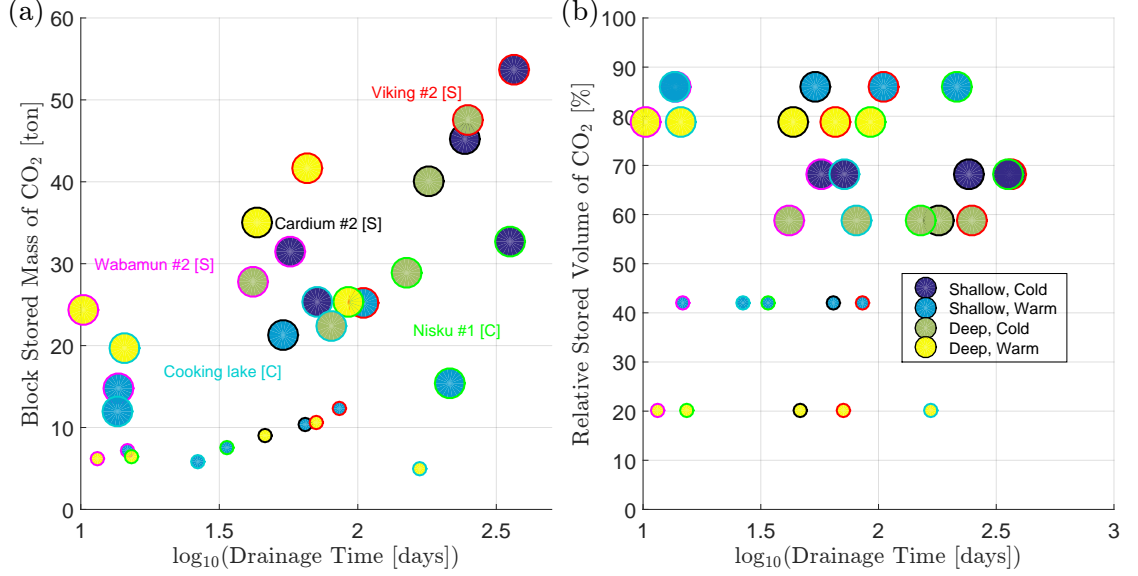 (a)
60
50
40
30
20
10
0
Block Stored Mass of CO2 [ton]
Viking #2 [S]
Cardium #2 [S]
Wabamun #2 [S]
Nisku #1 [C]
Cooking lake [C]
1
1.5
2
2.5
log10(Drainage Time [days])
(b)
100
90
80
70
60
50
40
30
20
10
0
Relative Stored Volume of CO2 [%]
Shallow, Cold
Shallow, Warm
Deep, Cold
Deep, Warm
1
1.5
2
2.5
3
log10(Drainage Time [days])